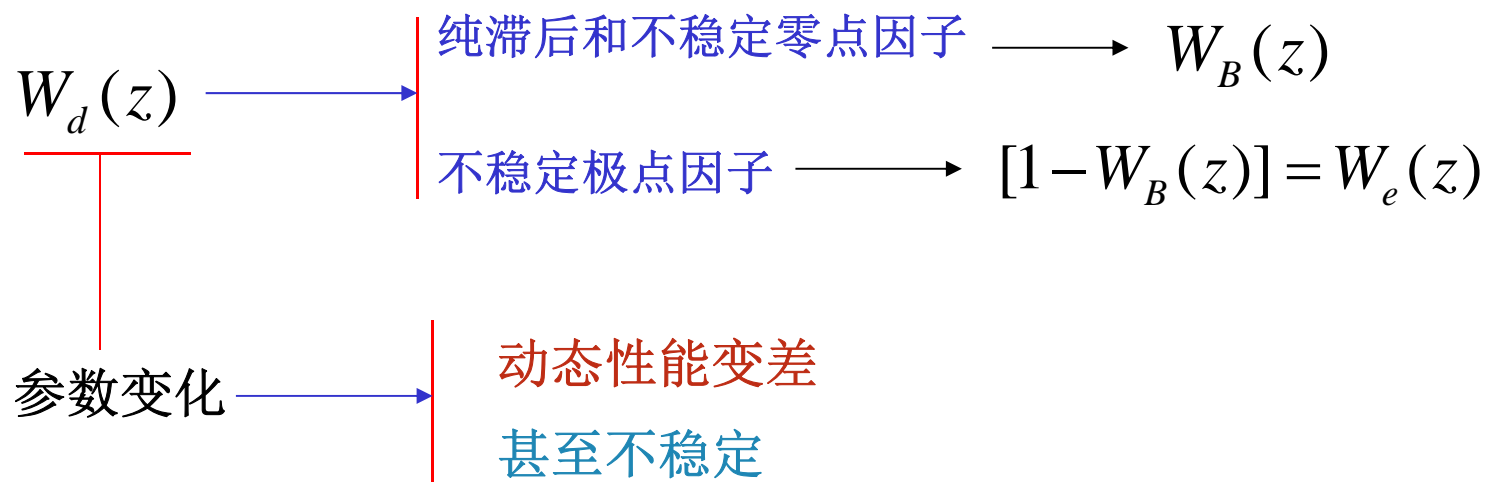 纯滞后和不稳定零点因子
W_B(z)
W_d(z)
不稳定极点因子
[1-W_B(z)]=W_e(z)
动态性能变差
参数变化
甚至不稳定